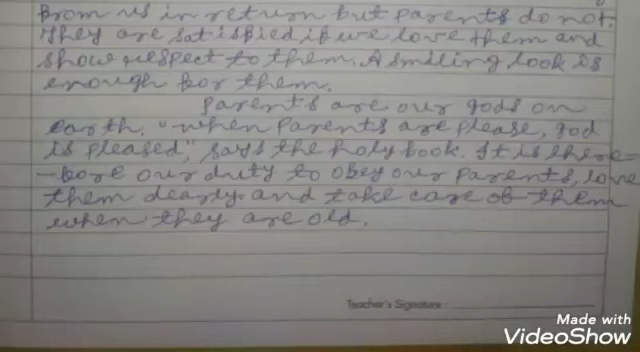 from us in return but parents do not.
They are satisfied if we love them and
show respect to them. A smiling look is
enough for them.
Parents are our gods on
earth. "when parents are please, god
is pleased," says the holy book. It is there=
-fore our duty to obey our parents, love
them dearly and take care of them
when they are old.
Teacher's Signature :
Made with
VideoShow